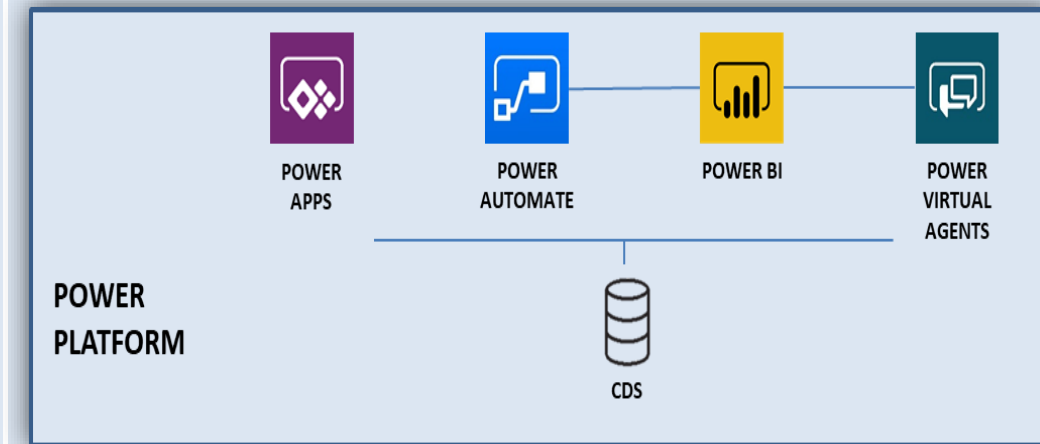 POWER
APPS
POWER
AUTOMATE
POWER BI
POWER
VIRTUAL
AGENTS
POWER
PLATFORM
CDS